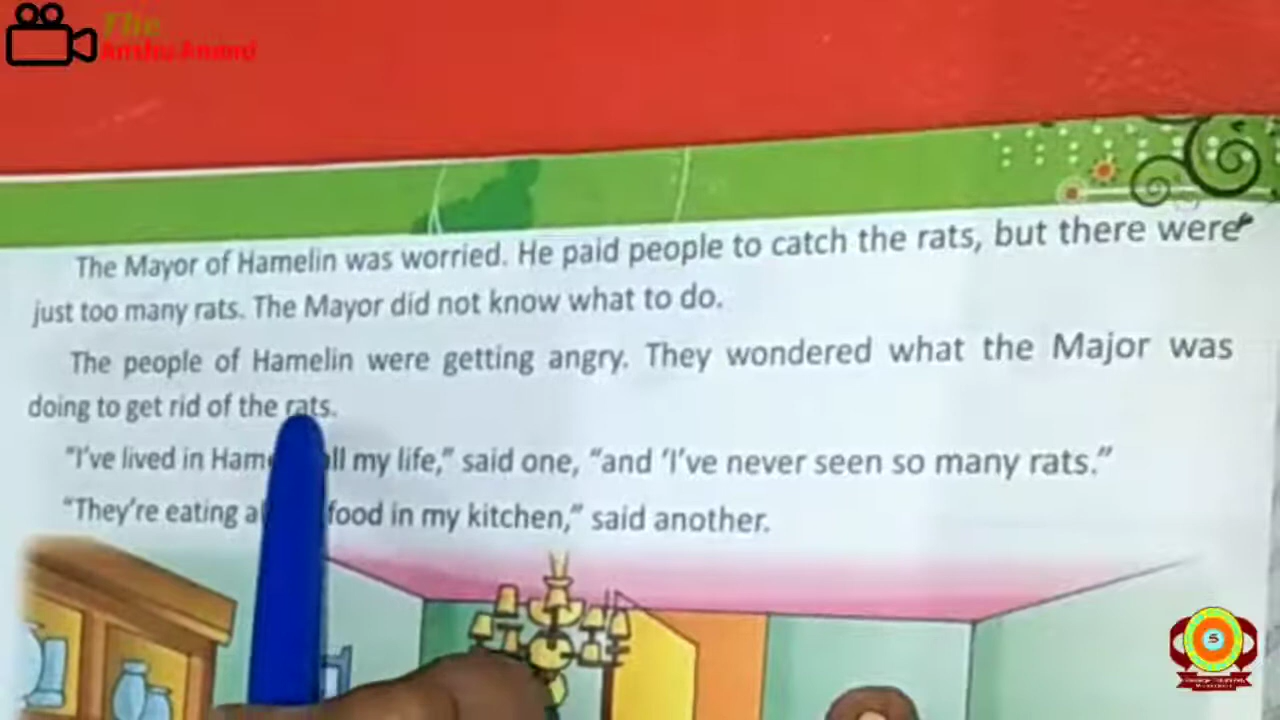 The
The Mayor of Hamelin was worried. He paid people to catch the rats, but there were
just too many rats. The Mayor did not know what to do.
The people of Hamelin were getting angry. They wondered what the Major was
doing to get rid of the rats.
"I've lived in Ham ll my life," said one, "and 'I've never seen so many rats."
"They're eating a food in my kitchen," said another.
S